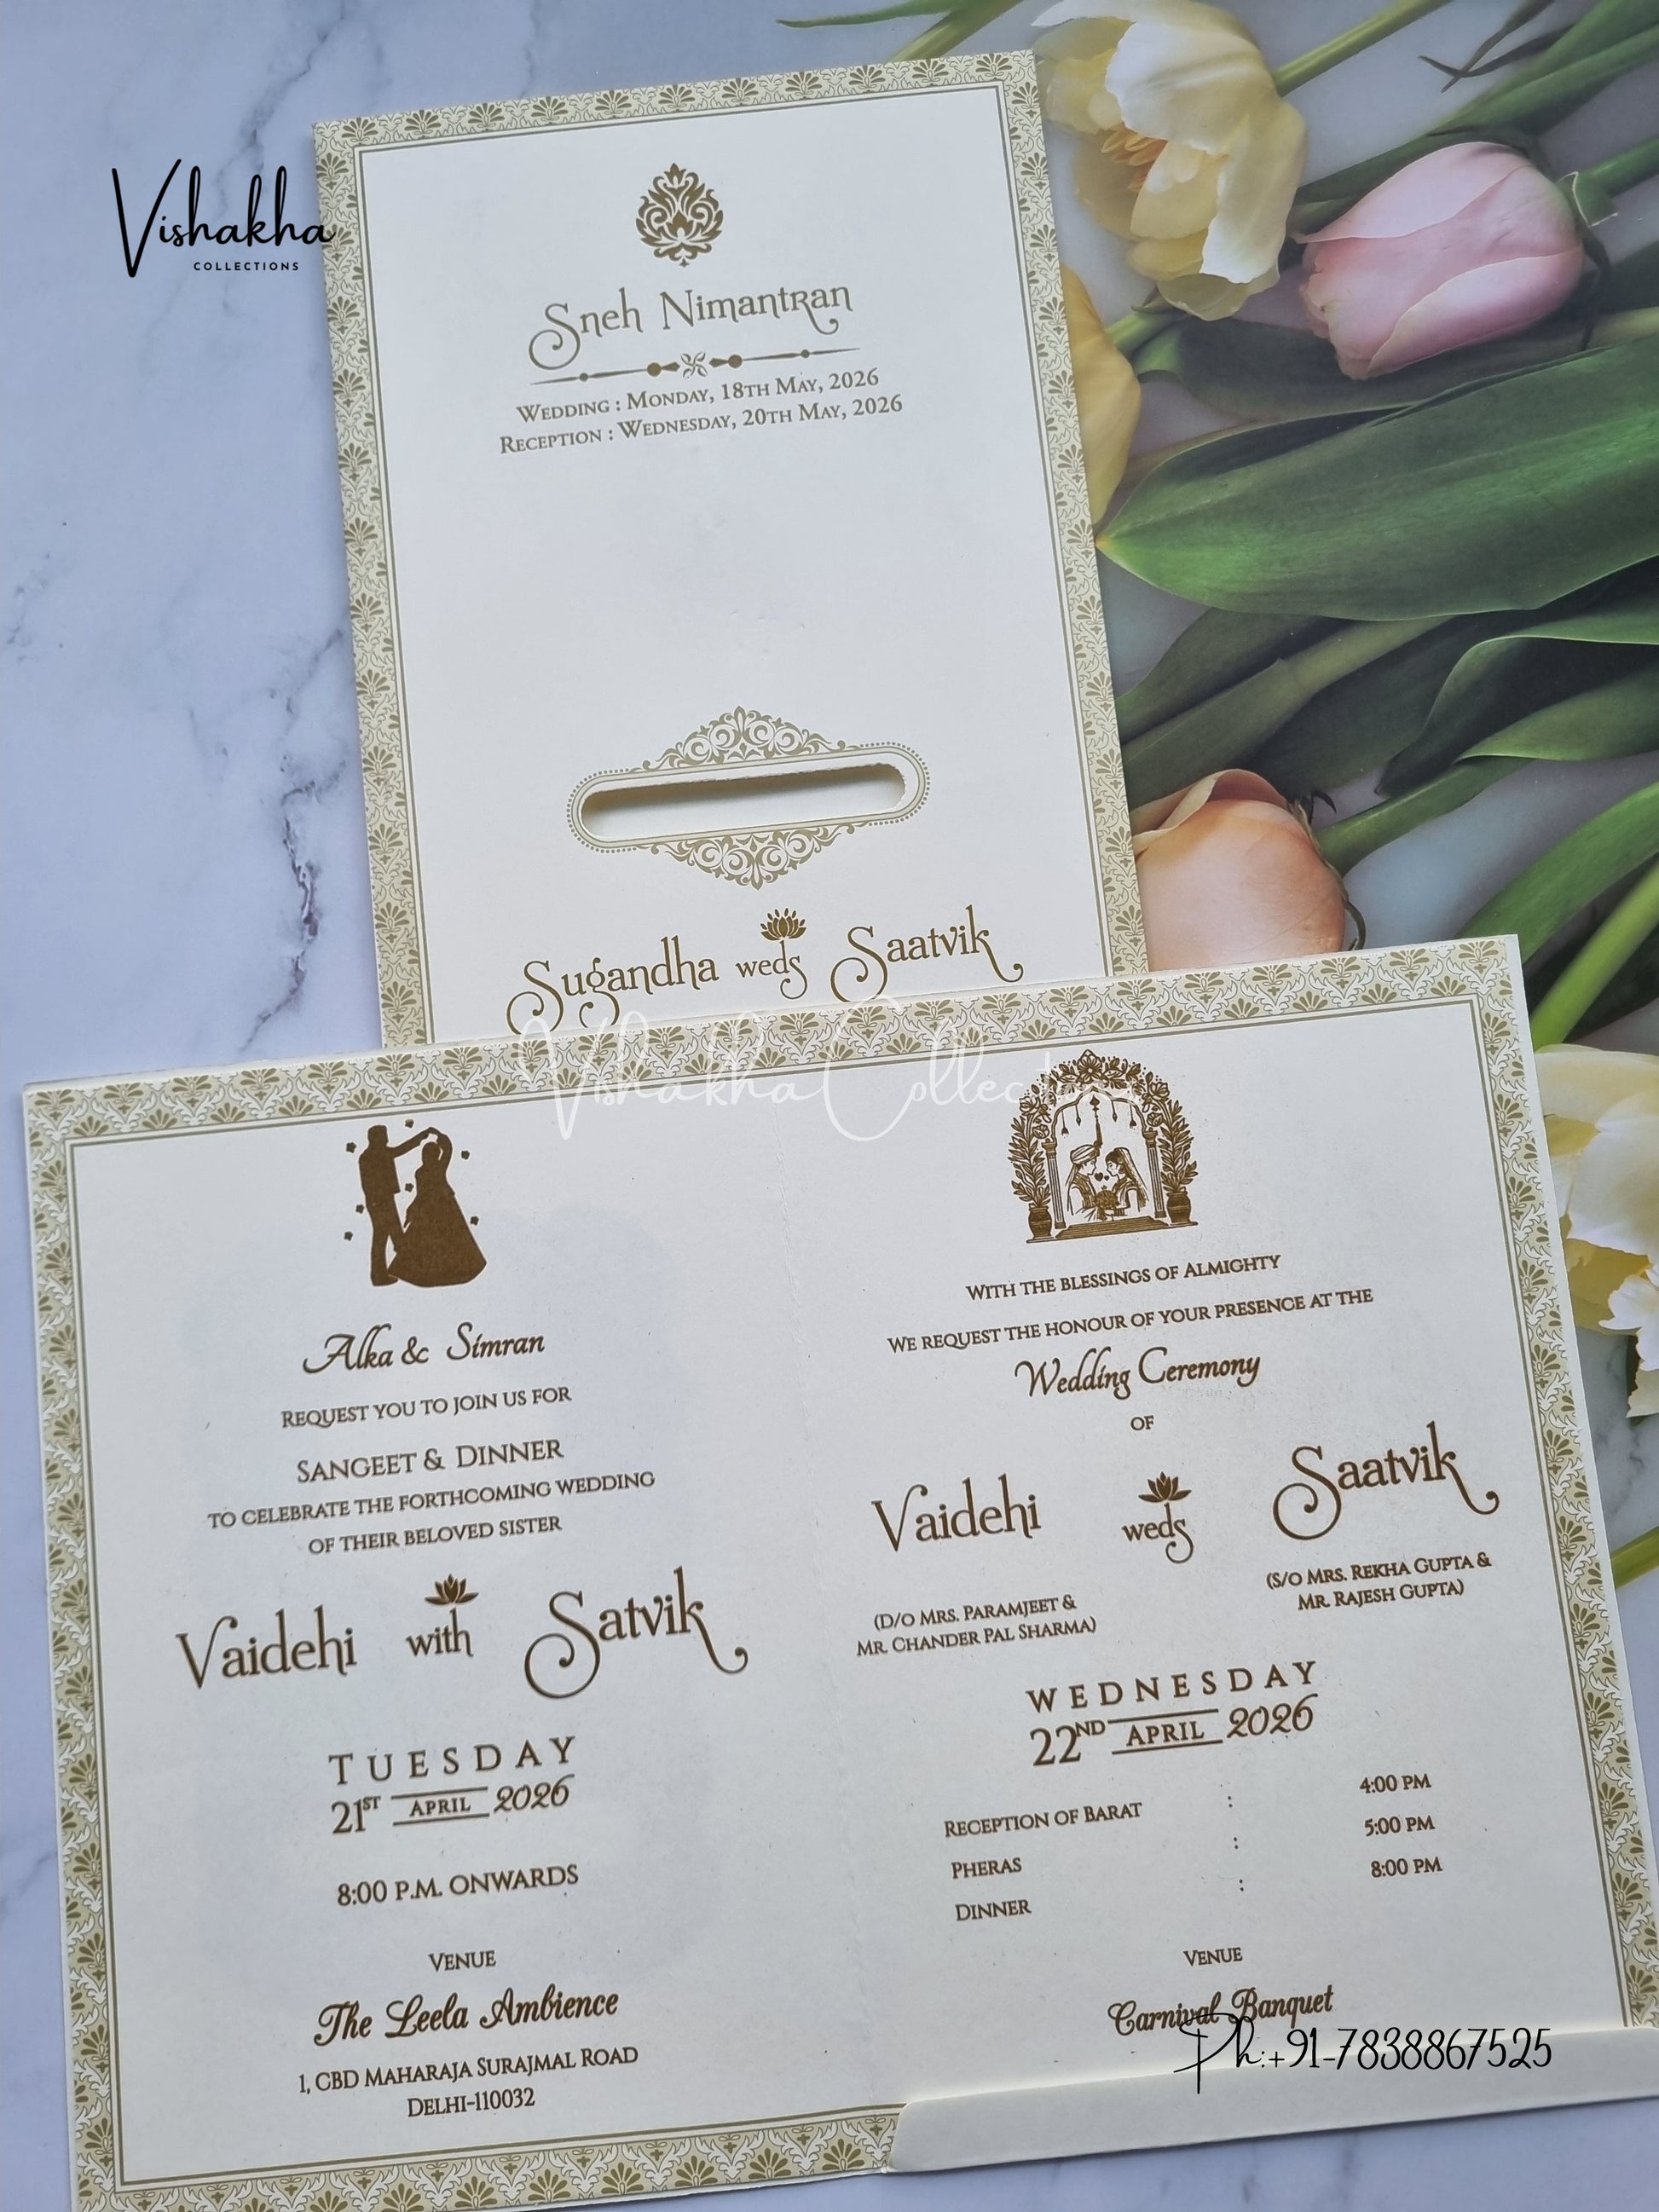 Vishakha
COLLECTIONS
Sneh Nimantran
Wedding : Monday, 18th May, 2026
Reception : Wednesday, 20th May, 2026
Sugandha weds Saatvik
Vishakha Collections
Alka & Simran
request you to join us for
Sangeet & Dinner
to celebrate the forthcoming wedding
of their beloved sister
Vaidehi with Satvik
TUESDAY
21ST APRIL 2026
8:00 P.M. onwards
Venue
The Leela Ambience
1, CBD Maharaja Surajmal Road
Delhi-110032
With the blessings of Almighty
We request the honour of your presence at the
Wedding Ceremony
of
Vaidehi weds Saatvik
(D/o Mrs. Paramjeet &
Mr. Chander Pal Sharma)
(S/o Mrs. Rekha Gupta &
Mr. Rajesh Gupta)
WEDNESDAY
22ND APRIL 2026
Reception of Barat : 4:00 PM
Pheras : 5:00 PM
Dinner : 8:00 PM
Venue
Carnival Banquet
Ph:+91-7838867525